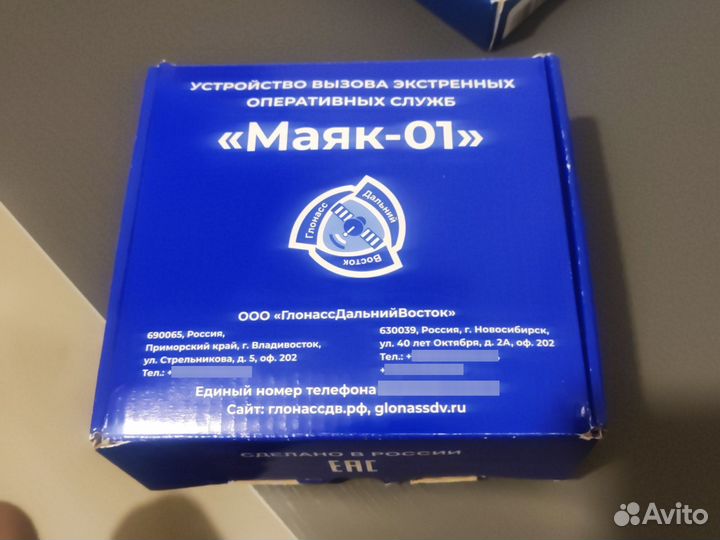 УСТРОЙСТВО ВЫЗОВА ЭКСТРЕННЫХ
ОПЕРАТИВНЫХ СЛУЖБ
«Маяк-01»
Глонасс
Дальний
Восток
ООО «ГлонассДальнийВосток»
690065, Россия,
Приморский край, г. Владивосток,
ул. Стрельникова, д. 5, оф. 202
Тел.: +
630039, Россия, г. Новосибирск,
ул. 40 лет Октября, д. 2А, оф. 202
Тел.: +
+
Единый номер телефона
Сайт: глонассдв.рф, glonassdv.ru
СДЕЛАНО В РОССИИ
EAC
Avito